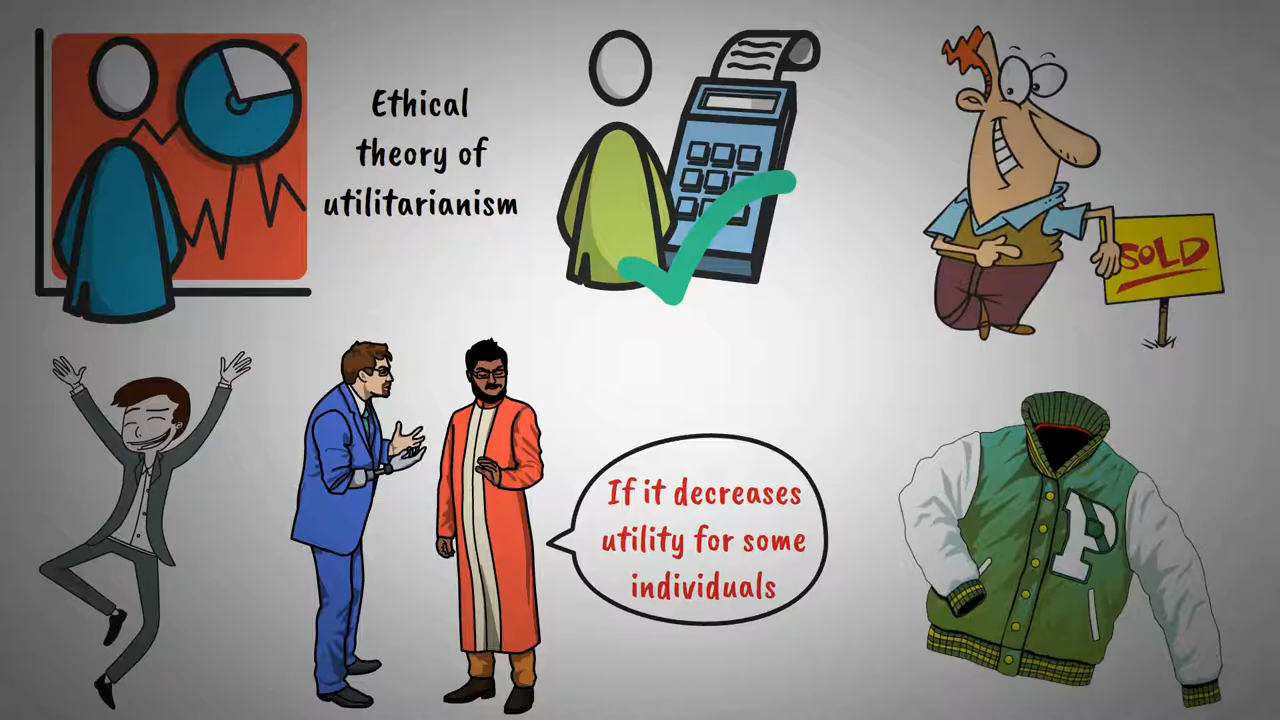 Ethical
theory of
utilitarianism
SOLD
If it decreases
utility for some
individuals
P